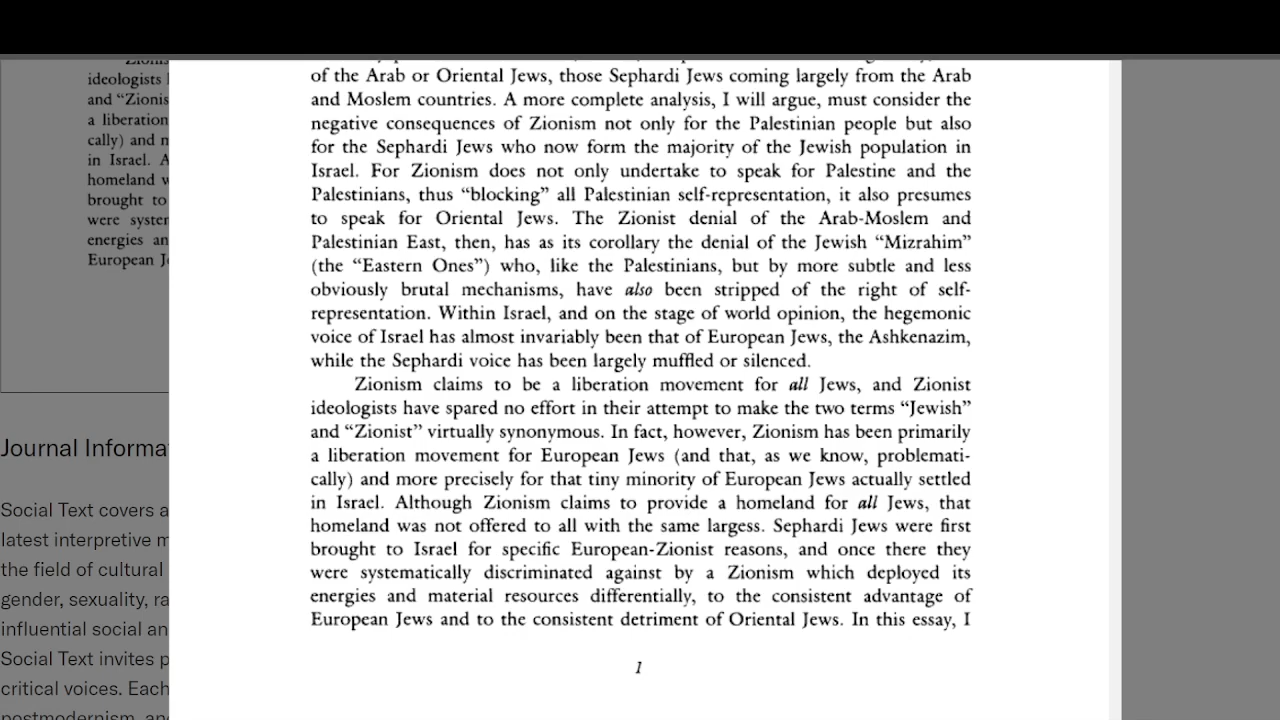 of the Arab or Oriental Jews, those Sephardi Jews coming largely from the Arab
and Moslem countries. A more complete analysis, I will argue, must consider the
negative consequences of Zionism not only for the Palestinian people but also
for the Sephardi Jews who now form the majority of the Jewish population in
Israel. For Zionism does not only undertake to speak for Palestine and the
Palestinians, thus “blocking” all Palestinian self-representation, it also presumes
to speak for Oriental Jews. The Zionist denial of the Arab-Moslem and
Palestinian East, then, has as its corollary the denial of the Jewish “Mizrahim”
(the “Eastern Ones”) who, like the Palestinians, but by more subtle and less
obviously brutal mechanisms, have also been stripped of the right of self-
representation. Within Israel, and on the stage of world opinion, the hegemonic
voice of Israel has almost invariably been that of European Jews, the Ashkenazim,
while the Sephardi voice has been largely muffled or silenced.
Zionism claims to be a liberation movement for all Jews, and Zionist
ideologists have spared no effort in their attempt to make the two terms “Jewish”
and “Zionist” virtually synonymous. In fact, however, Zionism has been primarily
a liberation movement for European Jews (and that, as we know, problemati-
cally) and more precisely for that tiny minority of European Jews actually settled
in Israel. Although Zionism claims to provide a homeland for all Jews, that
homeland was not offered to all with the same largess. Sephardi Jews were first
brought to Israel for specific European-Zionist reasons, and once there they
were systematically discriminated against by a Zionism which deployed its
energies and material resources differentially, to the consistent advantage of
European Jews and to the consistent detriment of Oriental Jews. In this essay, I
1
ideologists
and “Zionis
a liberation
cally) and
in Israel.
homeland
brought to
were syster
energies an
European
Journal Informa
Social Text covers a
latest interpretive m
the field of cultural
gender, sexuality, ra
influential social an
Social Text invites p
critical voices. Each
postmodernism, and